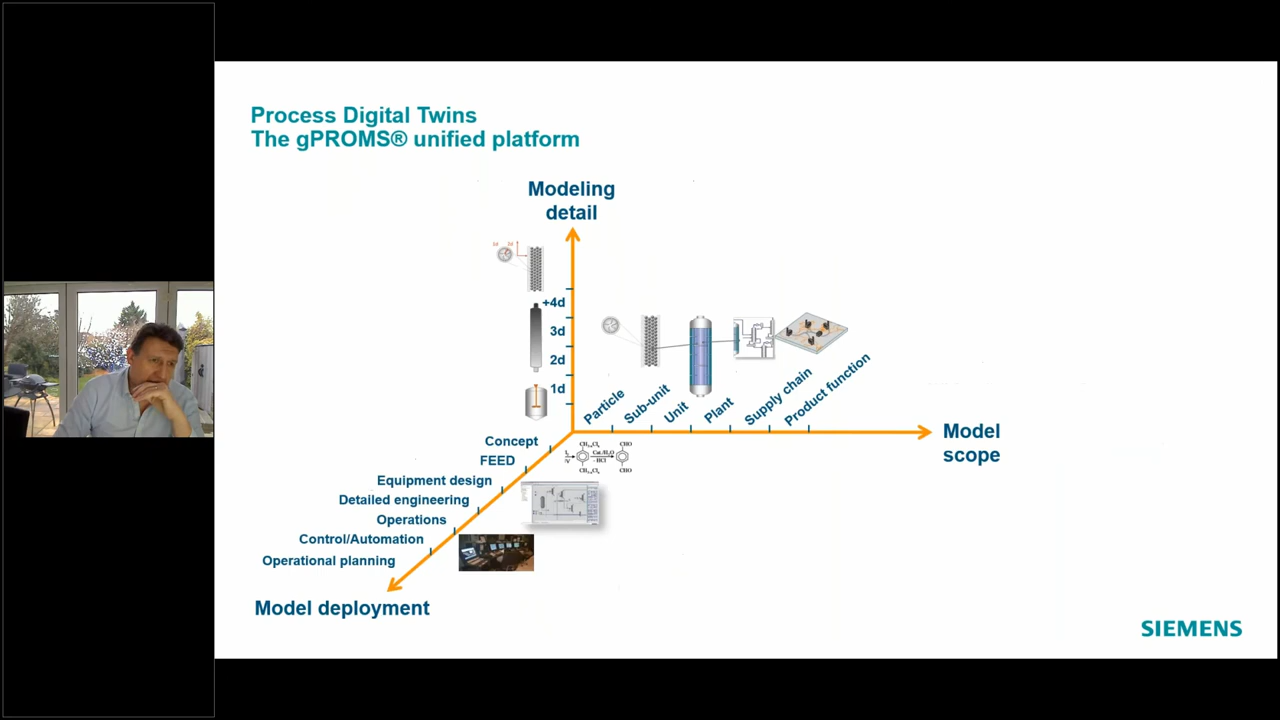 Process Digital Twins
The gPROMS® unified platform
Modeling
detail
+4d
3d
2d
1d
Particle
Sub-unit
Unit
Plant
Supply chain
Product function
Model
scope
Concept
FEED
Equipment design
Detailed engineering
Operations
Control/Automation
Operational planning
Model deployment
SIEMENS